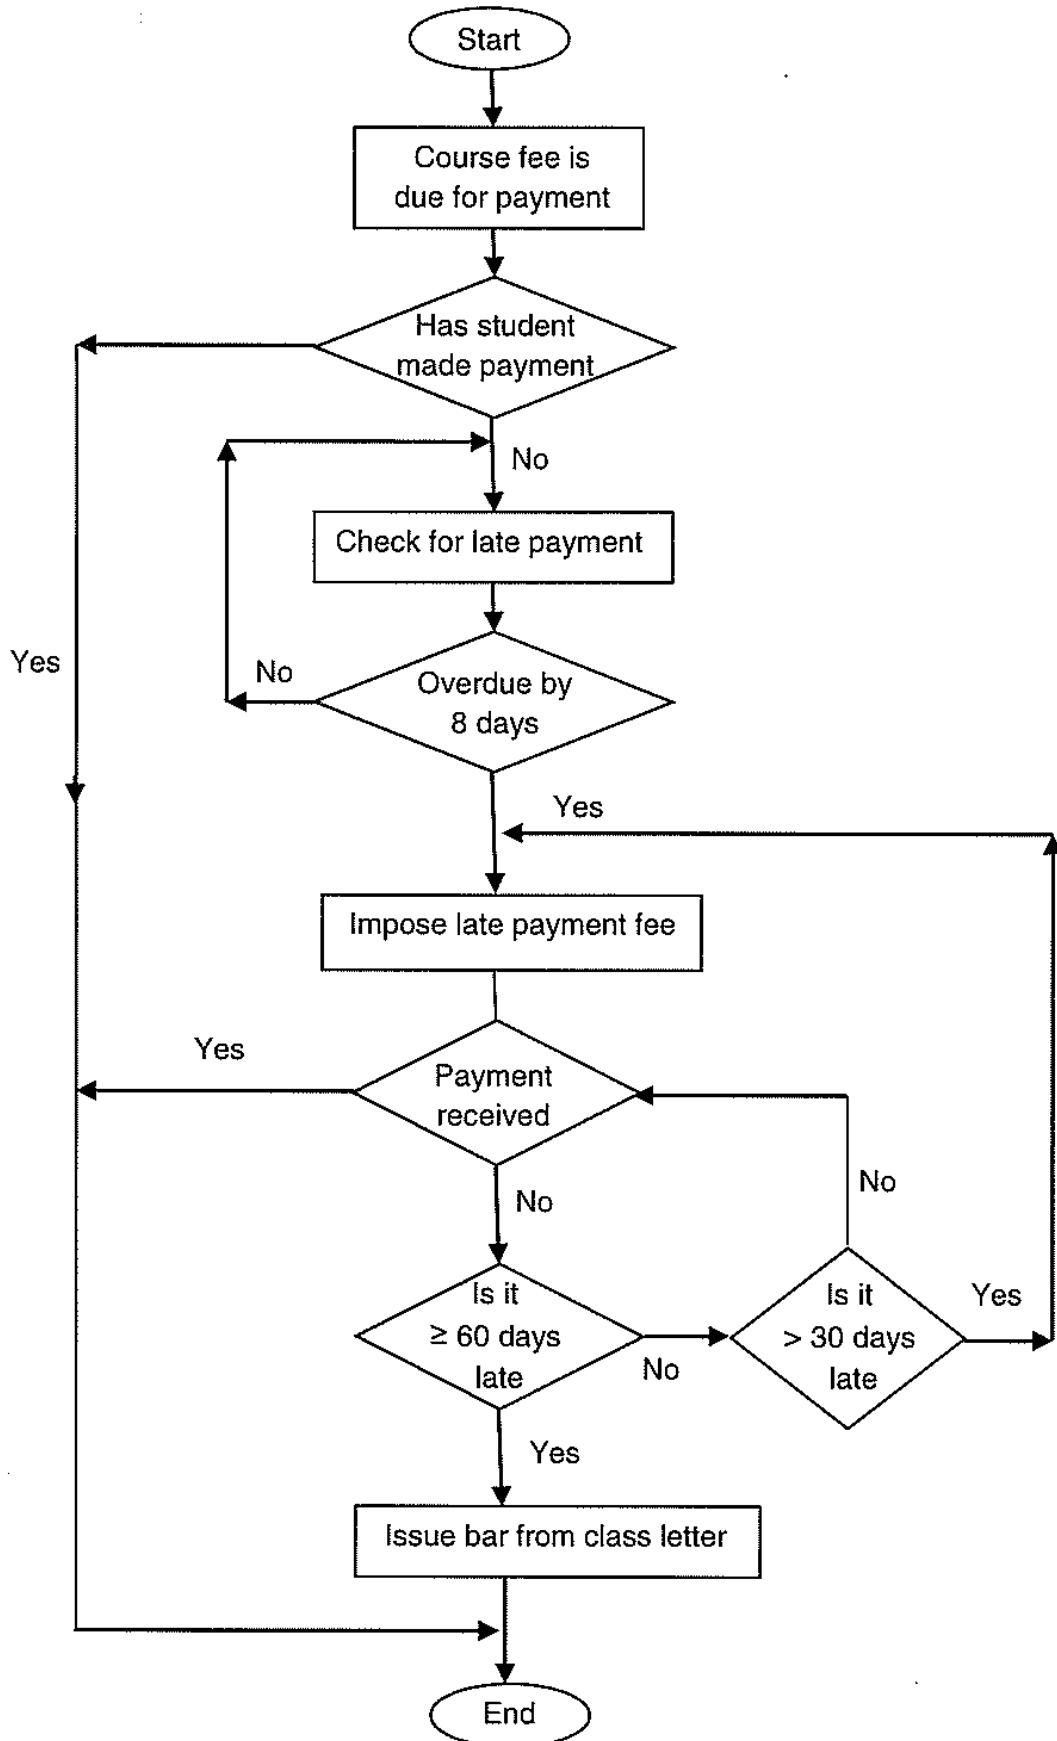 Start
Course fee is
due for payment
Has student
made payment
No
Check for late payment
Yes
No
Overdue by
8 days
Yes
Impose late payment fee
Yes
Payment
received
No
No
Is it
≥ 60 days
late
No
Is it
> 30 days
late
Yes
Yes
Issue bar from class letter
End